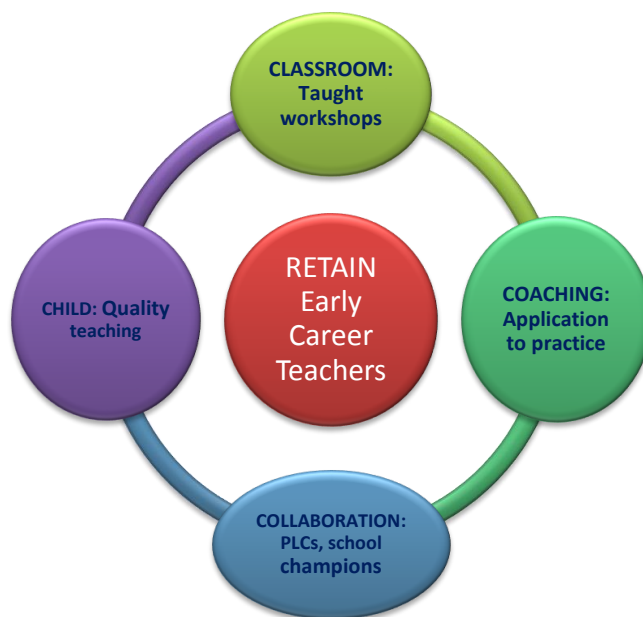 CLASSROOM:
Taught
workshops
CHILD: Quality
teaching
RETAIN
Early
Career
Teachers
COACHING:
Application
to practice
COLLABORATION:
PLCs, school
champions